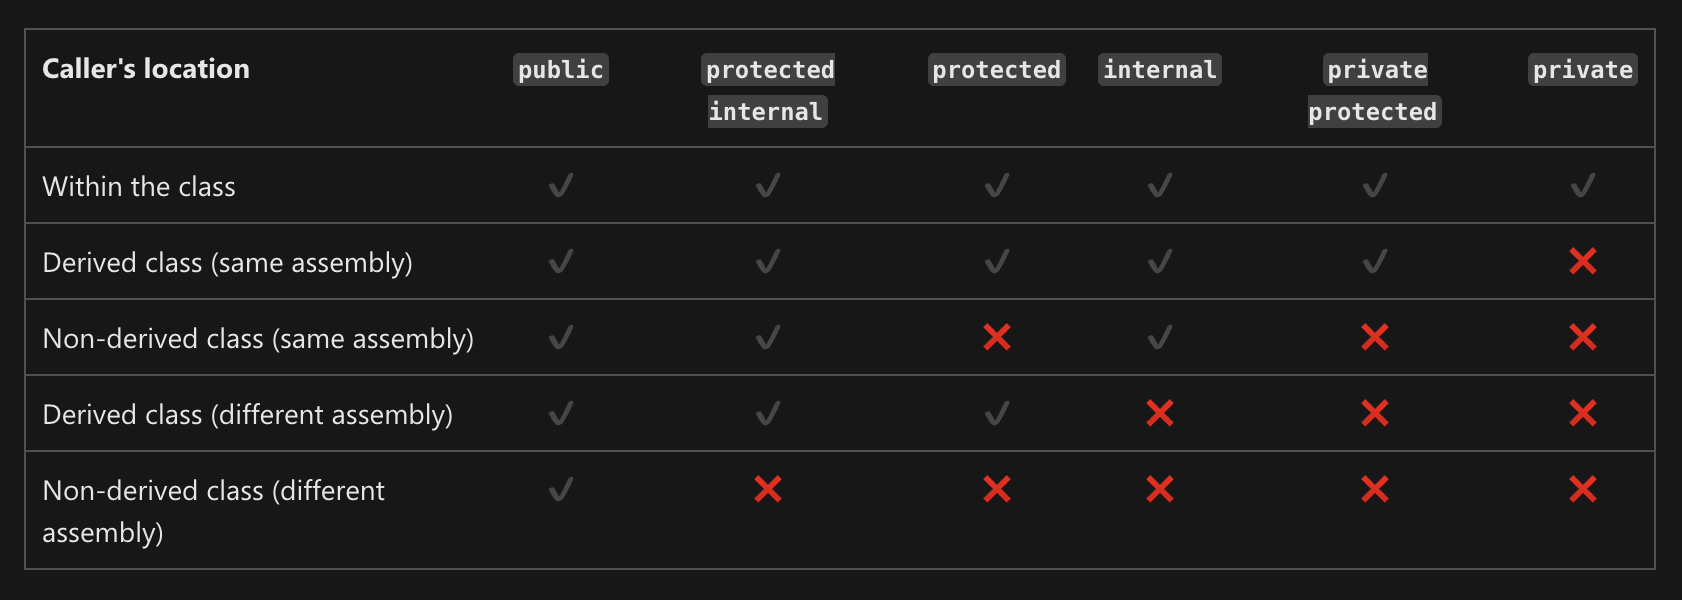 Caller's location public protected protected internal private private
internal protected
Within the class ✔ ✔ ✔ ✔ ✔ ✔
Derived class (same assembly) ✔ ✔ ✔ ✔ ✔ ❌
Non-derived class (same assembly) ✔ ✔ ❌ ✔ ❌ ❌
Derived class (different assembly) ✔ ✔ ✔ ❌ ❌ ❌
Non-derived class (different ✔ ❌ ❌ ❌ ❌ ❌
assembly)